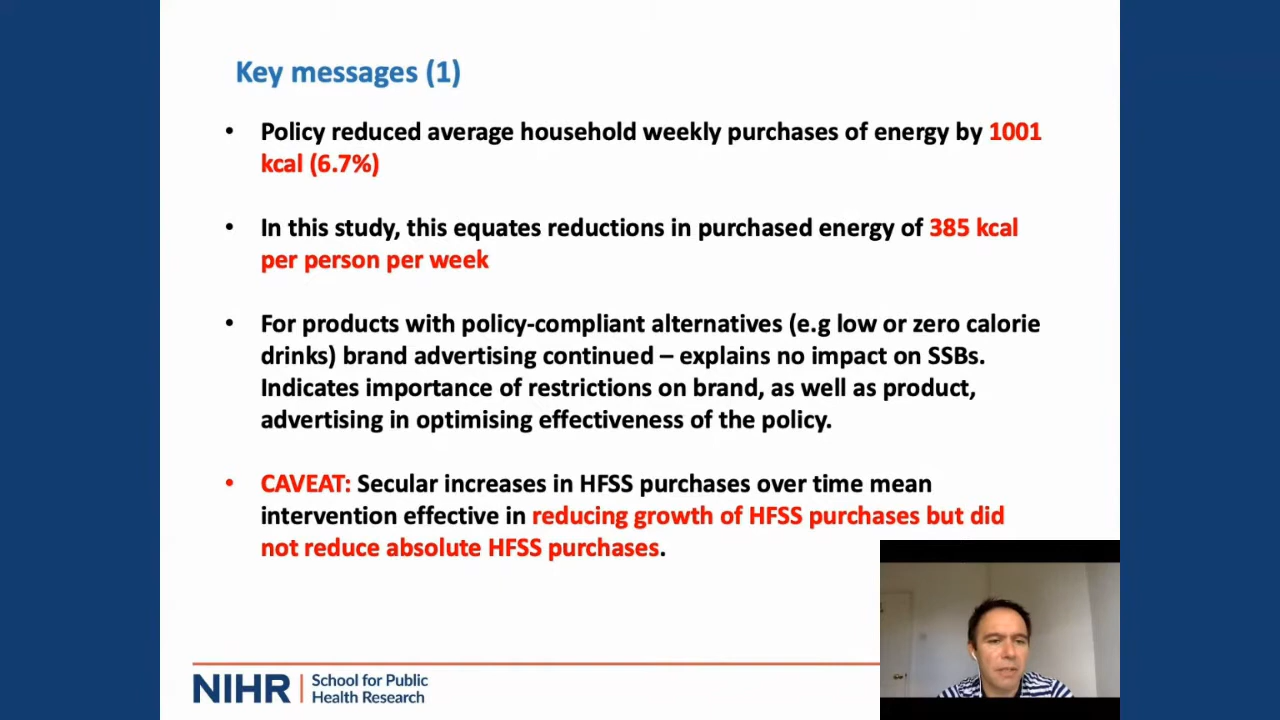 Key messages (1)
• Policy reduced average household weekly purchases of energy by 1001
kcal (6.7%)
• In this study, this equates reductions in purchased energy of 385 kcal
per person per week
• For products with policy-compliant alternatives (e.g low or zero calorie
drinks) brand advertising continued – explains no impact on SSBs.
Indicates importance of restrictions on brand, as well as product,
advertising in optimising effectiveness of the policy.
• CAVEAT: Secular increases in HFSS purchases over time mean
intervention effective in reducing growth of HFSS purchases but did
not reduce absolute HFSS purchases.
NIHR | School for Public
Health Research